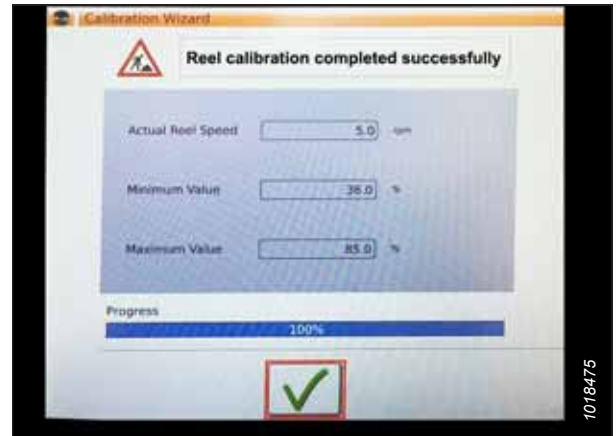 Calibration Wizard
Reel calibration completed successfully
Actual Reel Speed 5.0 rpm
Minimum Value 36.0 %
Maximum Value 85.0 %
Progress
100%
1018475